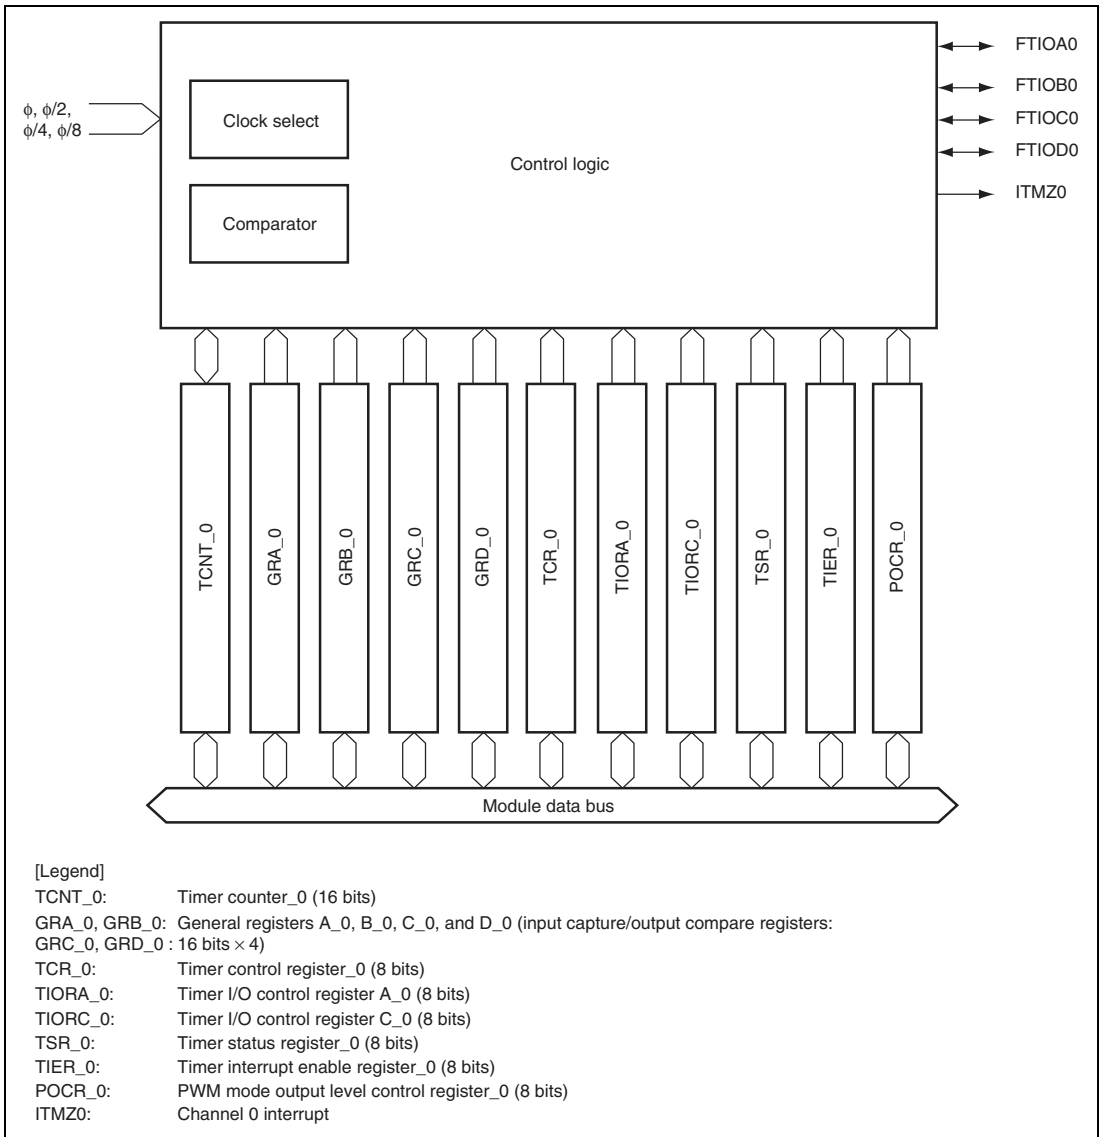 FTIOA0
φ, φ/2,
φ/4, φ/8
Clock select
FTIOB0
FTIOC0
FTIOD0
Control logic
ITMZ0
Comparator
TCNT_0
GRA_0
GRB_0
GRC_0
GRD_0
TCR_0
TIORA_0
TIORC_0
TSR_0
TIER_0
POCR_0
Module data bus
[Legend]
TCNT_0: Timer counter_0 (16 bits)
GRA_0, GRB_0: General registers A_0, B_0, C_0, and D_0 (input capture/output compare registers:
GRC_0, GRD_0 : 16 bits × 4)
TCR_0: Timer control register_0 (8 bits)
TIORA_0: Timer I/O control register A_0 (8 bits)
TIORC_0: Timer I/O control register C_0 (8 bits)
TSR_0: Timer status register_0 (8 bits)
TIER_0: Timer interrupt enable register_0 (8 bits)
POCR_0: PWM mode output level control register_0 (8 bits)
ITMZ0: Channel 0 interrupt